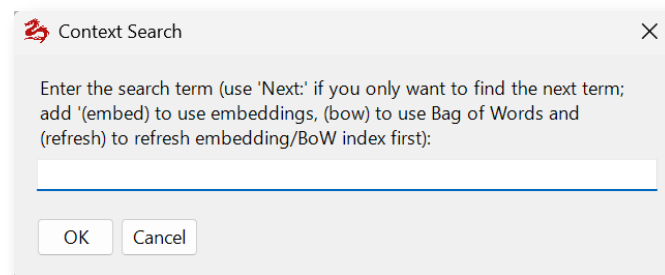 Context Search
Enter the search term (use 'Next:' if you only want to find the next term;
add '(embed) to use embeddings, (bow) to use Bag of Words and
(refresh) to refresh embedding/BoW index first):
OK
Cancel